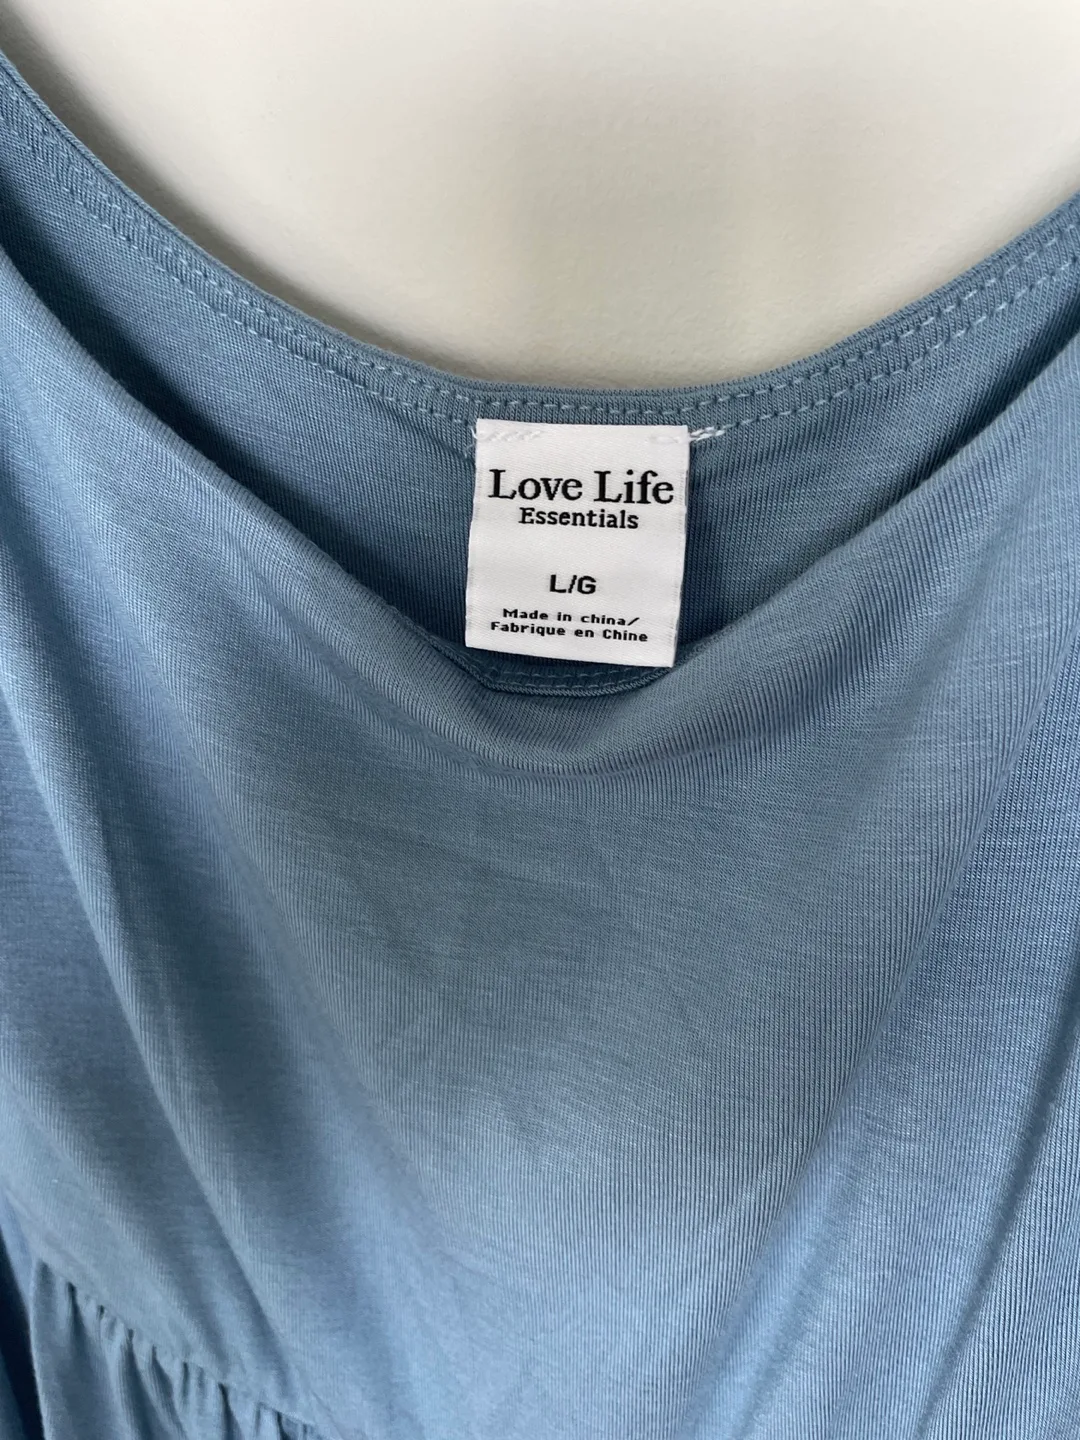 Love Life
Essentials
L/G
Made in china/
Fabrique en Chine